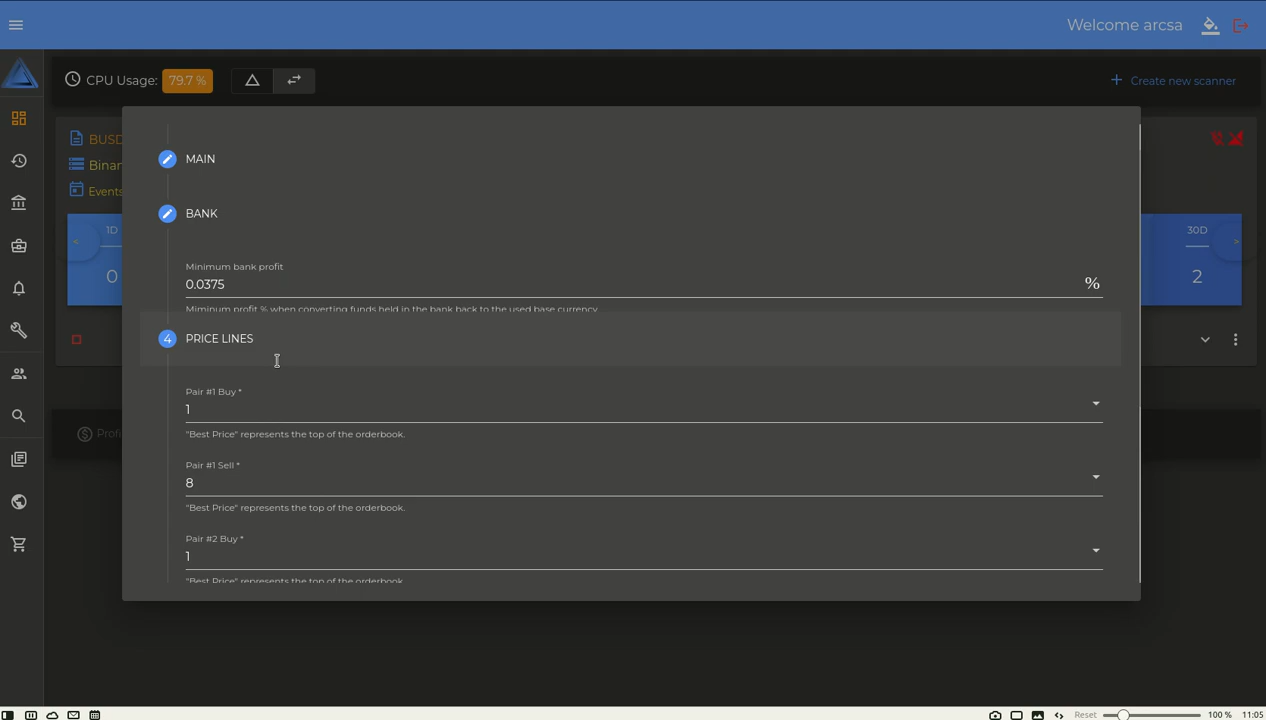 Welcome arcsa
CPU Usage: 79.7 %
Create new scanner
BUSD
Binan
Events
1D
0
<
30D
2
>
Profi
MAIN
BANK
Minimum bank profit
0.0375 %
Miminum profit % when converting funds held in the bank back to the used base currency
4 PRICE LINES
Pair #1 Buy *
1
"Best Price" represents the top of the orderbook.
Pair #1 Sell *
8
"Best Price" represents the top of the orderbook.
Pair #2 Buy *
1
"Best Price" represents the top of the orderbook
Reset 100 % 11:05